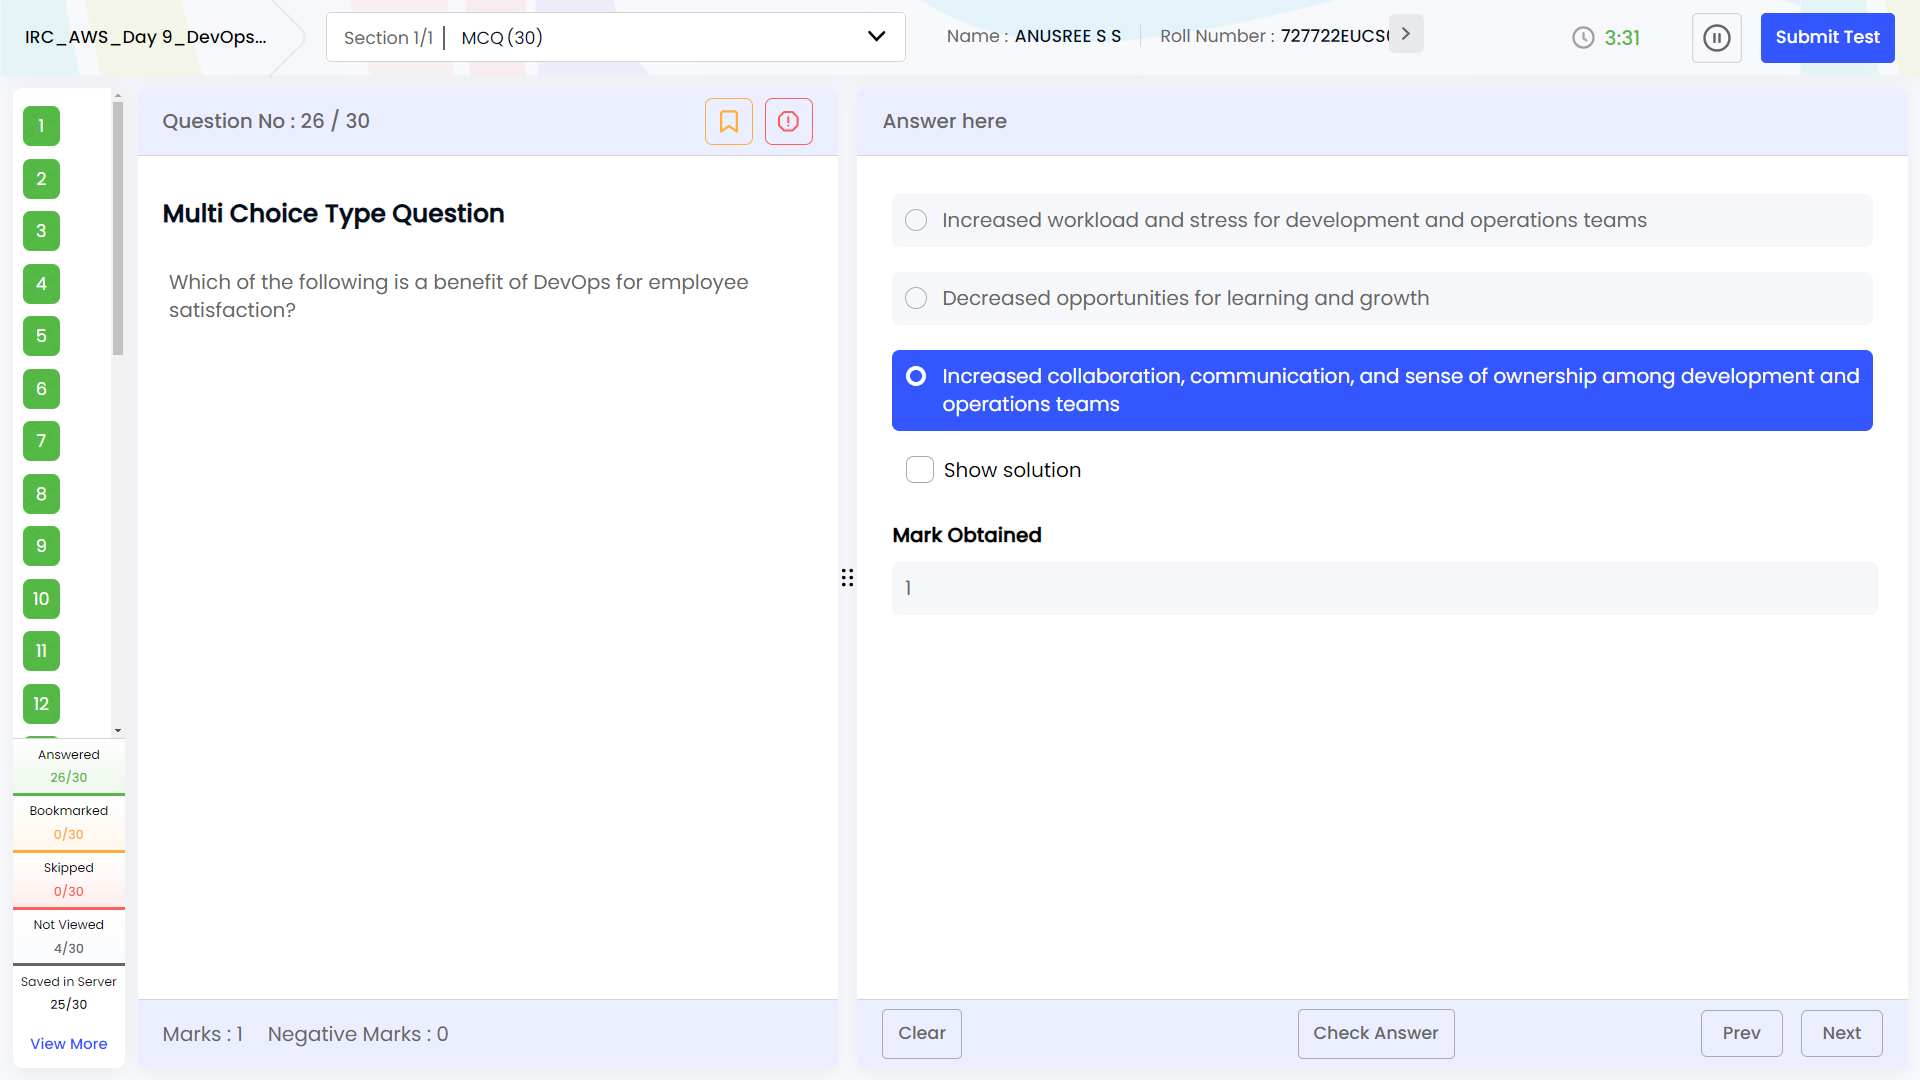 IRC_AWS_Day 9_DevOps...
Section 1/1 | MCQ (30)
Name : ANUSREE S S
Roll Number : 727722EUCS
3:31
Submit Test
1
2
3
4
5
6
7
8
9
10
11
12
Answered
26/30
Bookmarked
0/30
Skipped
0/30
Not Viewed
4/30
Saved in Server
25/30
View More
Question No : 26 / 30
Multi Choice Type Question
Which of the following is a benefit of DevOps for employee
satisfaction?
Marks : 1
Negative Marks : 0
Answer here
Increased workload and stress for development and operations teams
Decreased opportunities for learning and growth
Increased collaboration, communication, and sense of ownership among development and
operations teams
Show solution
Mark Obtained
1
Clear
Check Answer
Prev
Next